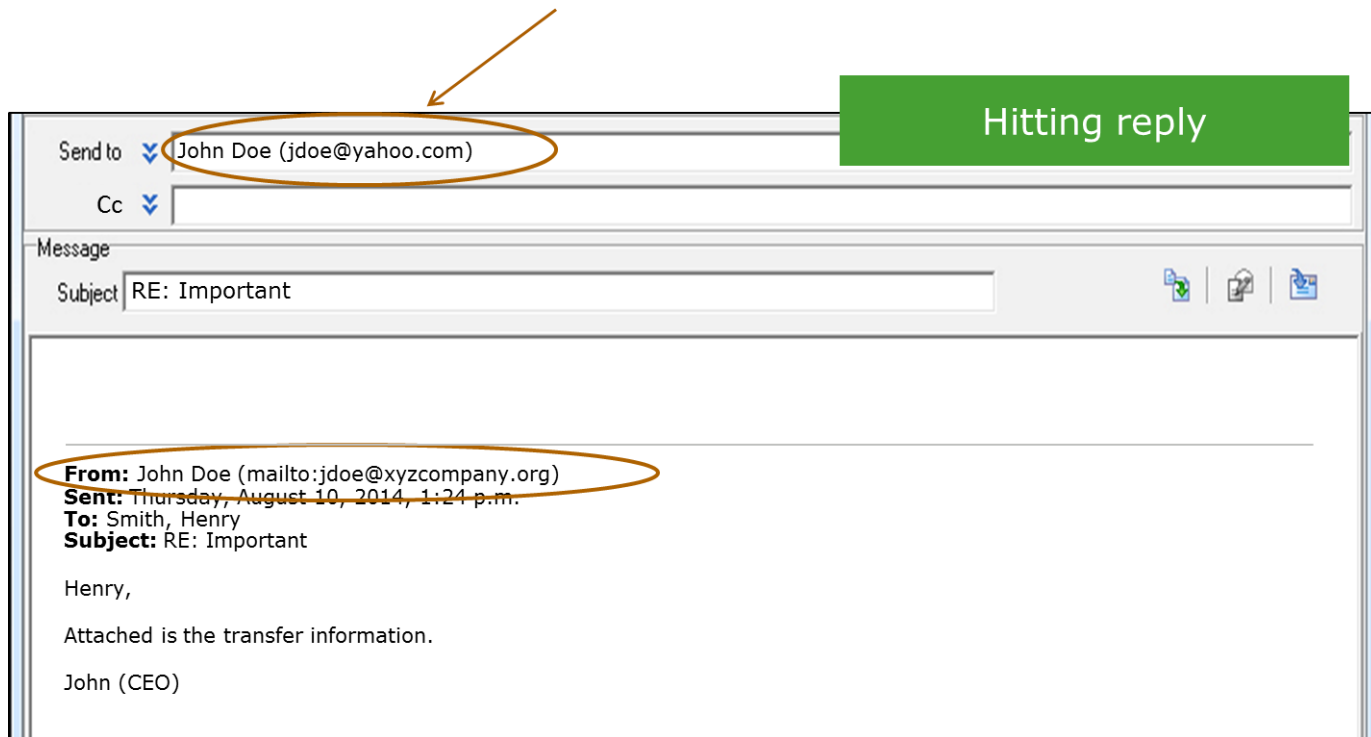 Hitting reply
Send to John Doe (jdoe@yahoo.com)
Cc
Message
Subject RE: Important
From: John Doe (mailto:jdoe@xyzcompany.org)
Sent: Thursday, August 10, 2014, 1:24 p.m.
To: Smith, Henry
Subject: RE: Important
Henry,
Attached is the transfer information.
John (CEO)